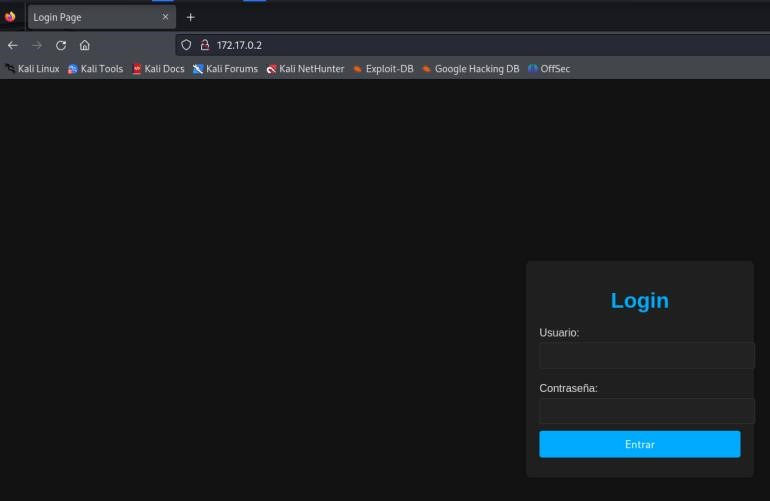 Login Page
172.17.0.2
Kali Linux Kali Tools Kali Docs Kali Forums Kali NetHunter Exploit-DB Google Hacking DB OffSec
Login
Usuario:
Contraseña:
Entrar